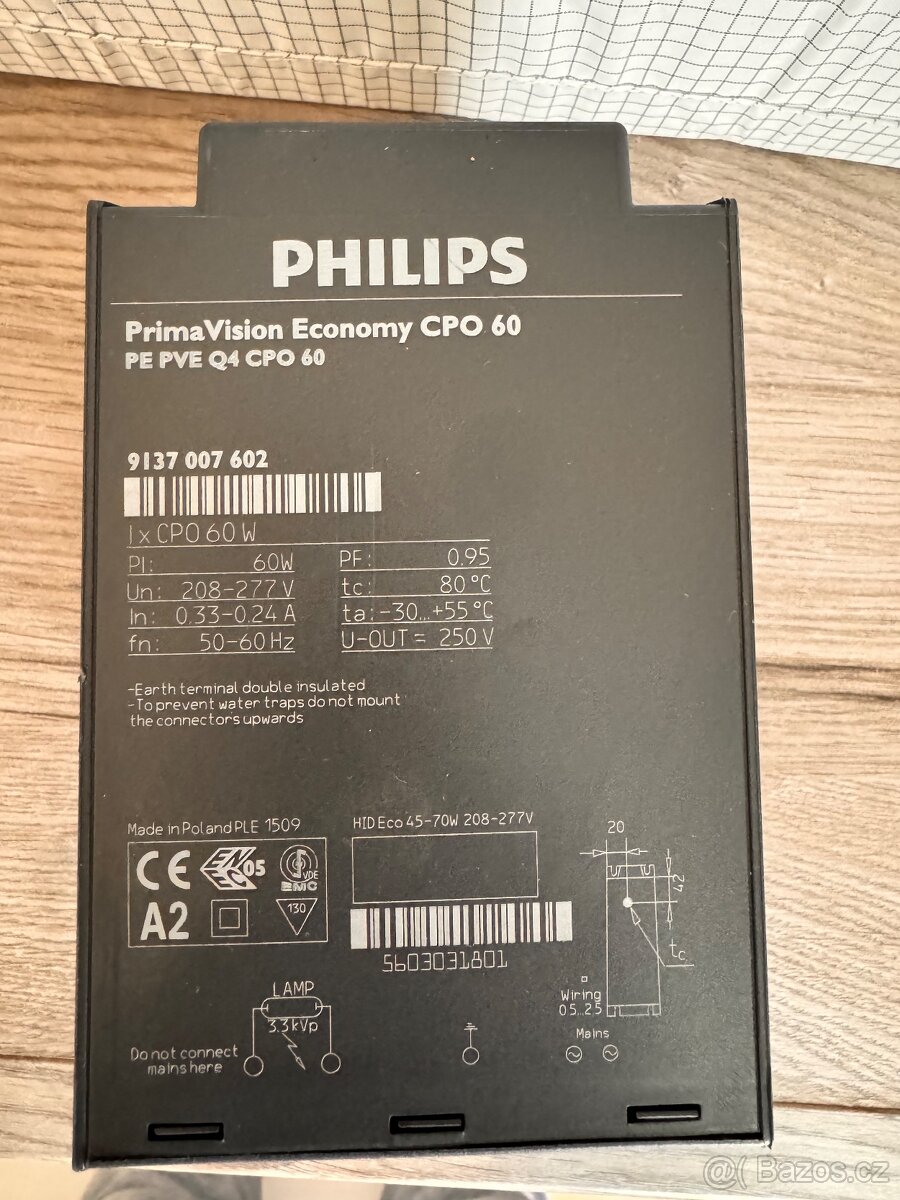 PHILIPS
PrimaVision Economy CPO 60
PE PVE Q4 CPO 60
9137 007 602
1 x CPO 60 W
Pl: 60W PF: 0.95
Un: 208-277 V tc: 80 °C
In: 0.33-0.24 A ta: -30...+55 °C
fn: 50-60 Hz U-OUT = 250 V
-Earth terminal double insulated
-To prevent water traps do not mount
the connectors upwards
Made in Poland PLE 1509
HID Eco 45-70W 208-277V
CE ENEC 05 VDE
EMC
A2 130
5603031801
20
42
tc
LAMP
3.3 kVp
Do not connect
mains here
Wiring
0.5...2.5
Mains
@( Bazos.cz